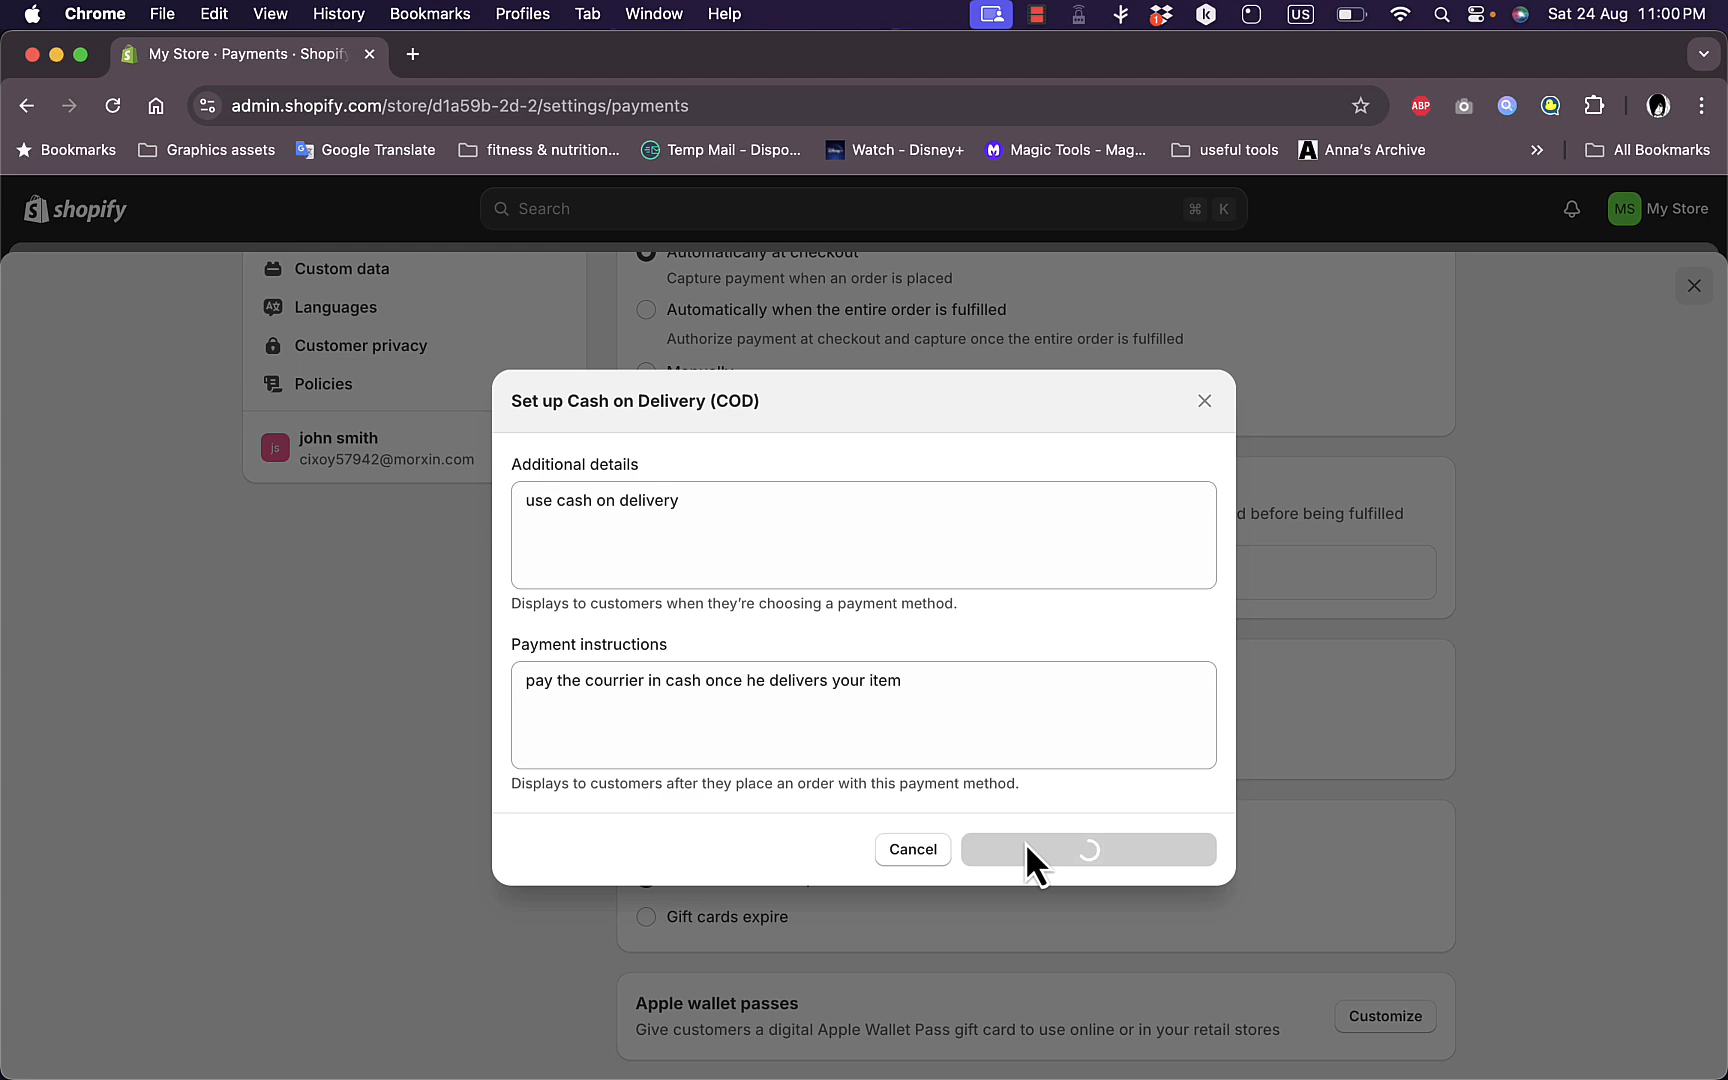 Chrome File Edit View History Bookmarks Profiles Tab Window Help
1 US Sat 24 Aug 11:00 PM
My Store · Payments · Shopify
admin.shopify.com/store/d1a59b-2d-2/settings/payments
ABP
Bookmarks Graphics assets Google Translate fitness & nutrition... Temp Mail - Dispo... Watch - Disney+ Magic Tools - Mag... useful tools Anna's Archive » All Bookmarks
shopify Search ⌘ K MS My Store
Custom data
Languages
Customer privacy
Policies
js john smith
cixoy57942@morxin.com
Automatically at checkout
Capture payment when an order is placed
Automatically when the entire order is fulfilled
Authorize payment at checkout and capture once the entire order is fulfilled
Manually
Set up Cash on Delivery (COD)
Additional details
use cash on delivery
Displays to customers when they're choosing a payment method.
Payment instructions
pay the courrier in cash once he delivers your item
Displays to customers after they place an order with this payment method.
Cancel
d before being fulfilled
Gift cards expire
Apple wallet passes
Give customers a digital Apple Wallet Pass gift card to use online or in your retail stores
Customize